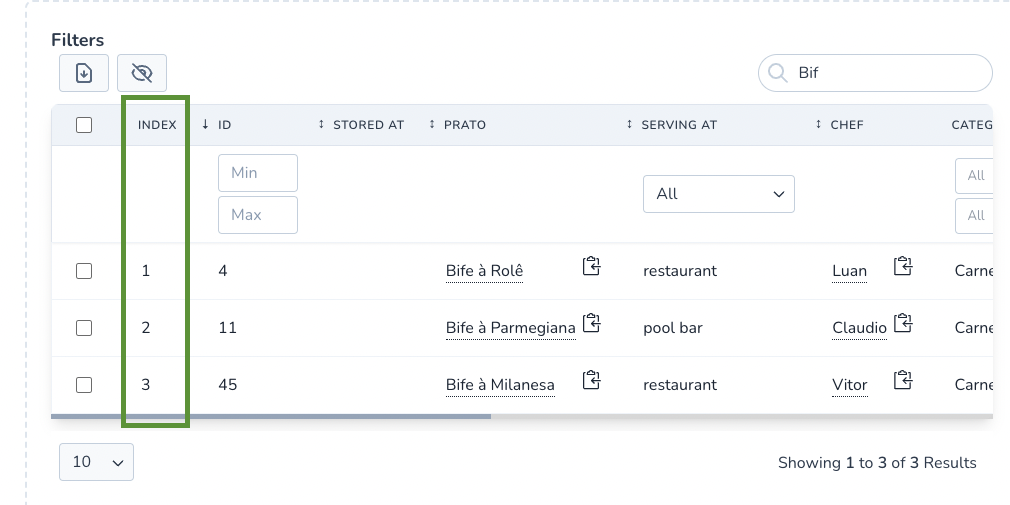 Filters
Bif
INDEX ID STORED AT PRATO SERVING AT CHEF CATEG
Min
Max
All
All
All
1 4 Bife à Rolê restaurant Luan Carne
2 11 Bife à Parmegiana pool bar Claudio Carne
3 45 Bife à Milanesa restaurant Vitor Carne
10
Showing 1 to 3 of 3 Results